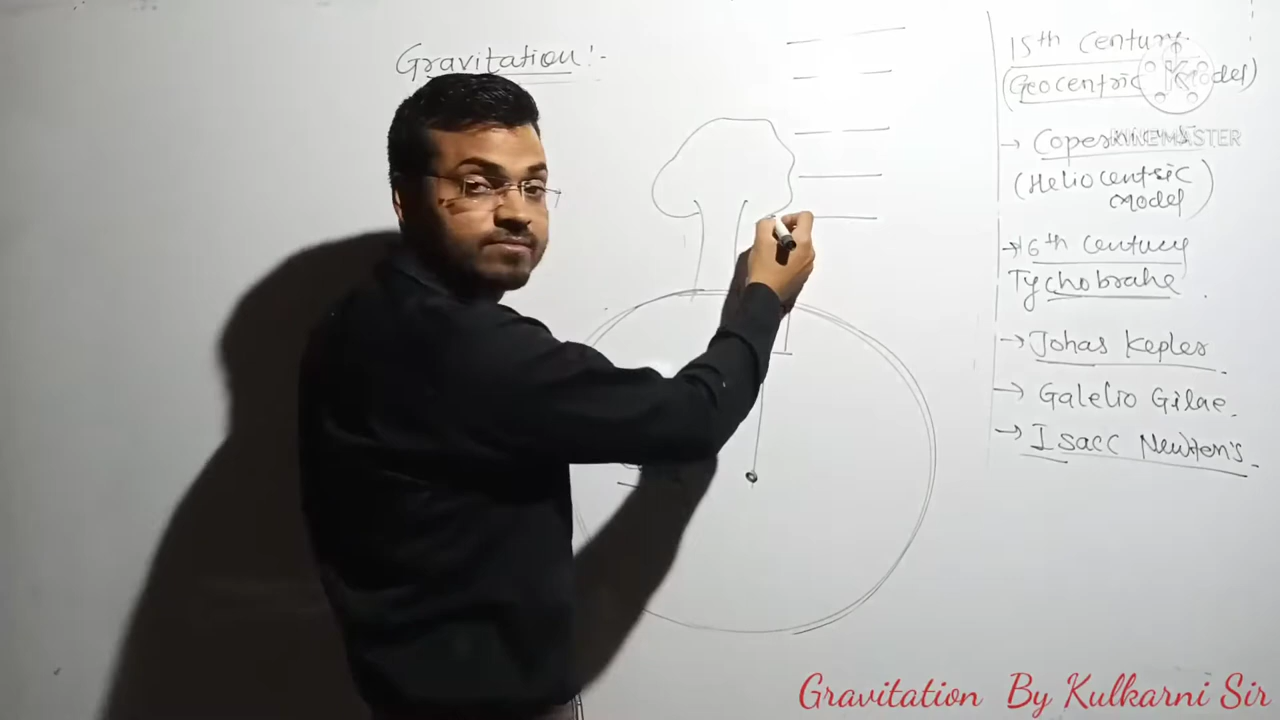 Gravitation :-
15th Century
(Geocentric Model)
→ Copernicus
(Heliocentric
model)
→ 16th Century
Tychobrahe .
→ Johas Kepler .
→ Galelio Gilae .
→ Isacc Newton's .
KINEMASTER
Gravitation By Kulkarni Sir